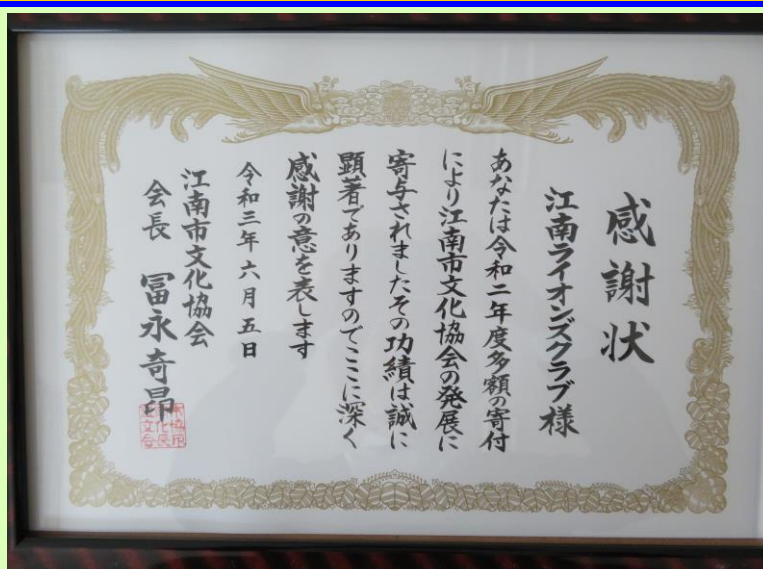 感謝状
江南ライオンズクラブ様
あなたは令和二年度多額の寄付
により江南市文化協会の発展に
寄与されましたその功績は誠に
顕著でありますのでここに深く
感謝の意を表します
令和三年六月五日
江南市文化協会
会長 冨永奇昂